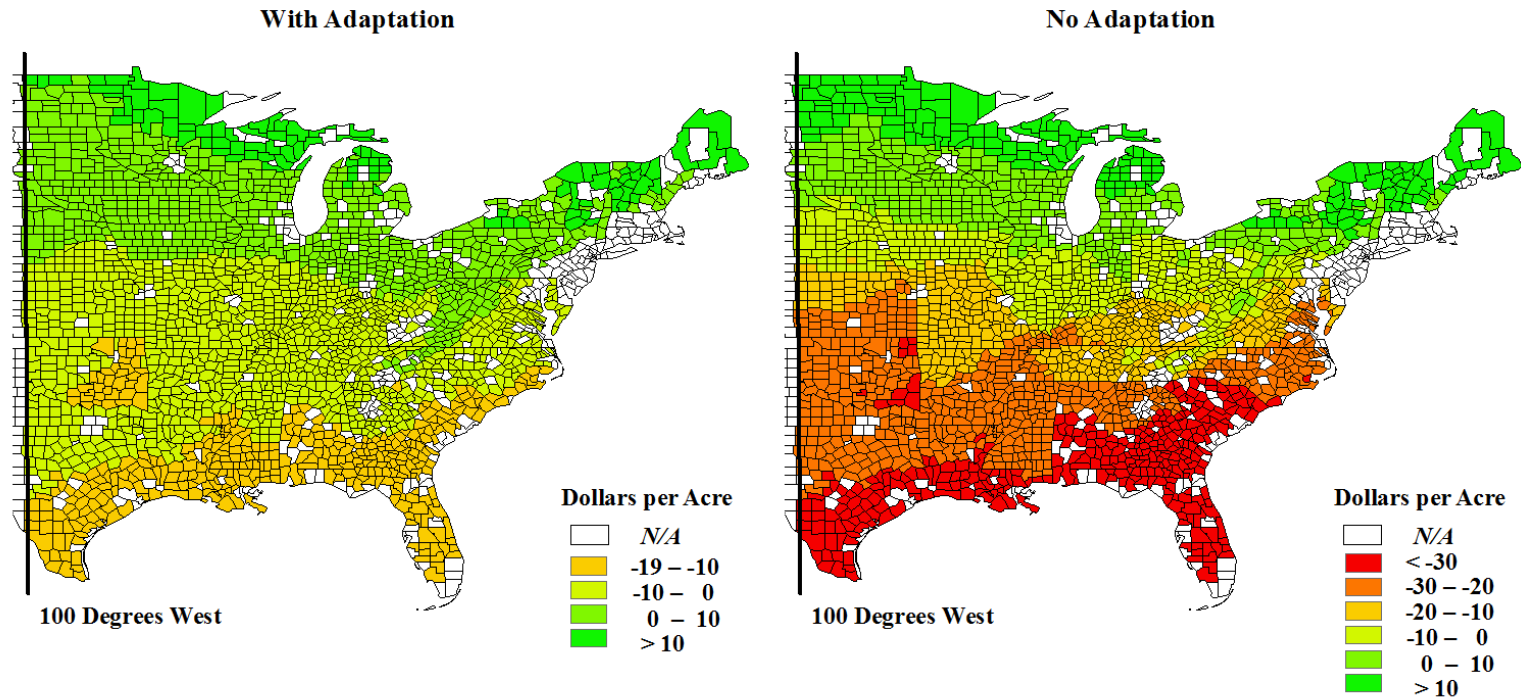 With Adaptation
No Adaptation
Dollars per Acre
N/A
-19 – -10
-10 – 0
0 – 10
> 10
100 Degrees West
Dollars per Acre
N/A
< -30
-30 – -20
-20 – -10
-10 – 0
0 – 10
> 10
100 Degrees West